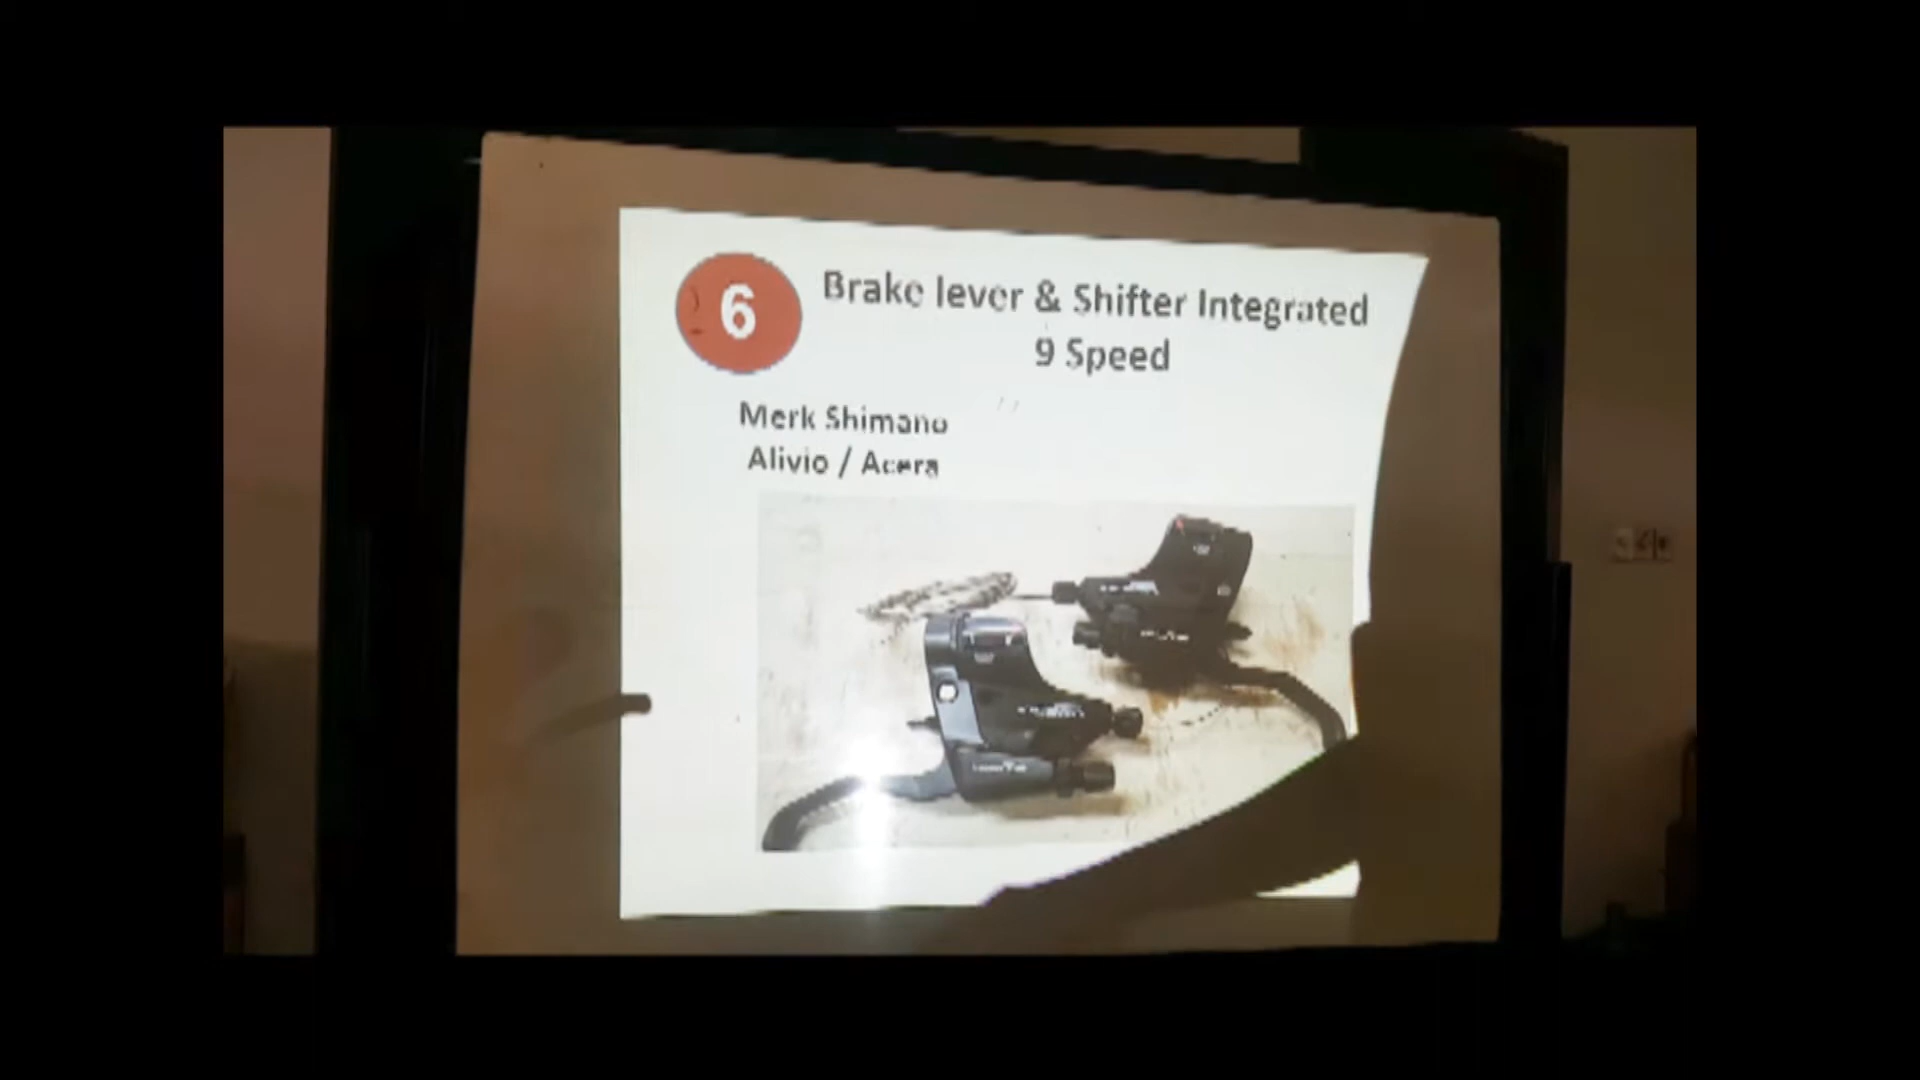 6
Brake lever & Shifter Integrated
9 Speed
Merk Shimano
Alivio / Acera